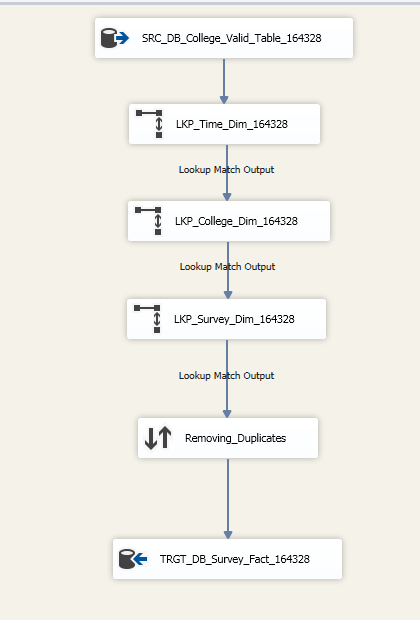 SRC_DB_College_Valid_Table_164328
LKP_Time_Dim_164328
Lookup Match Output
LKP_College_Dim_164328
Lookup Match Output
LKP_Survey_Dim_164328
Lookup Match Output
Removing_Duplicates
TRGT_DB_Survey_Fact_164328